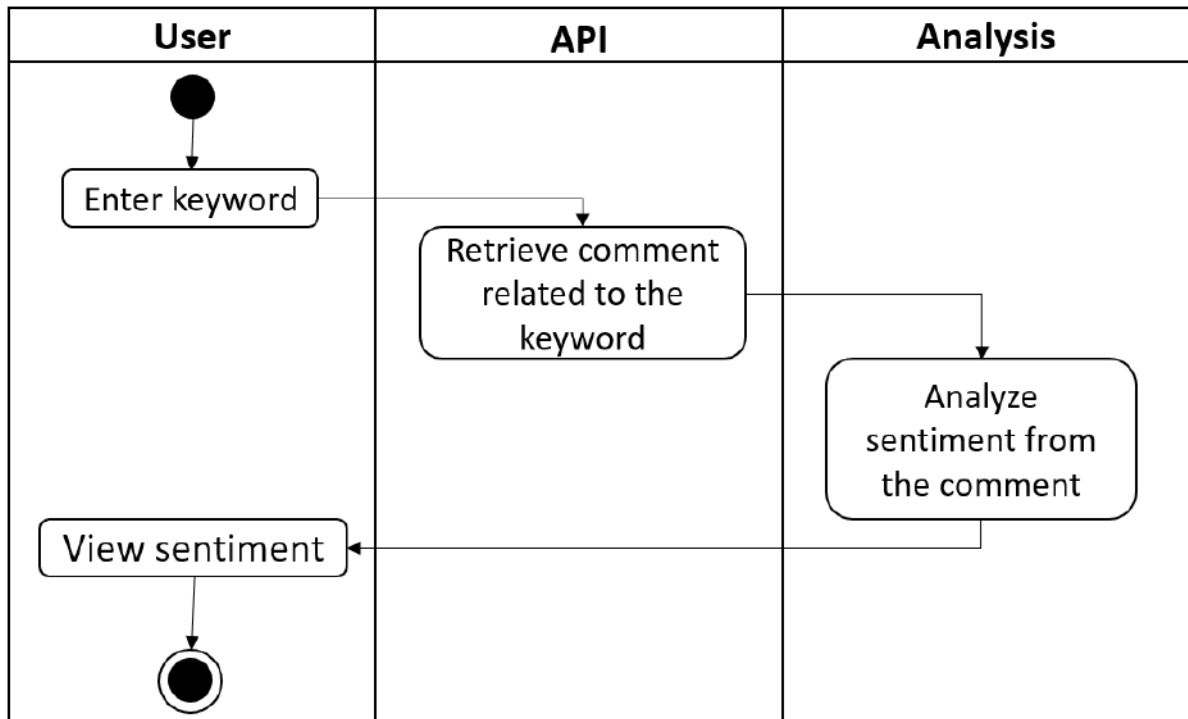 User
API
Analysis
Enter keyword
Retrieve comment
related to the
keyword
Analyze
sentiment from
the comment
View sentiment